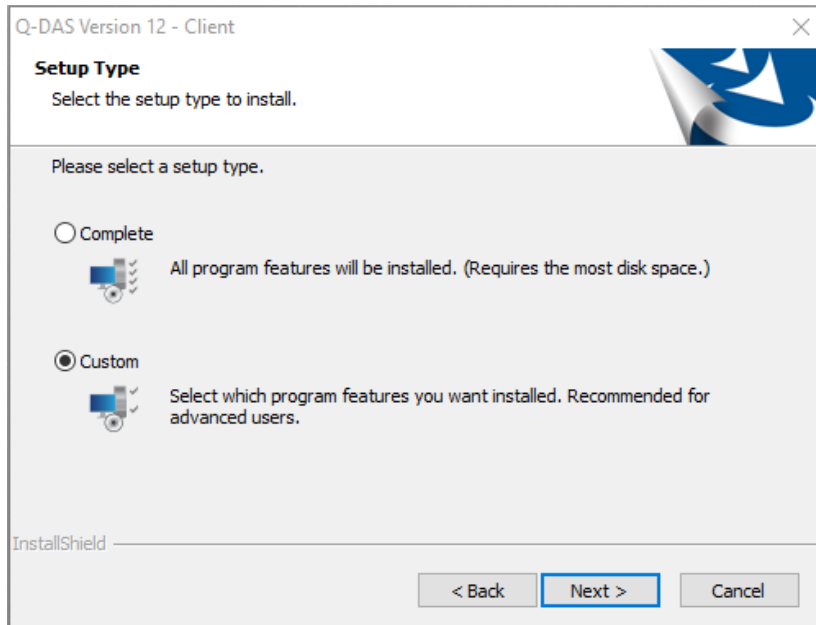 Q-DAS Version 12 - Client
Setup Type
Select the setup type to install.
Please select a setup type.
Complete
All program features will be installed. (Requires the most disk space.)
Custom
Select which program features you want installed. Recommended for
advanced users.
InstallShield
< Back
Next >
Cancel